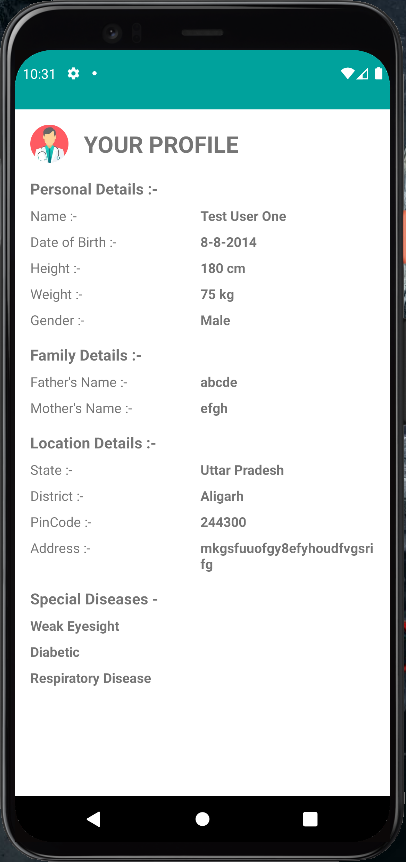 10:31
YOUR PROFILE
Personal Details :-
Name :- Test User One
Date of Birth :- 8-8-2014
Height :- 180 cm
Weight :- 75 kg
Gender :- Male
Family Details :-
Father's Name :- abcde
Mother's Name :- efgh
Location Details :-
State :- Uttar Pradesh
District :- Aligarh
PinCode :- 244300
Address :- mkgsfuuofgy8efyhoudfvgsri
fg
Special Diseases -
Weak Eyesight
Diabetic
Respiratory Disease